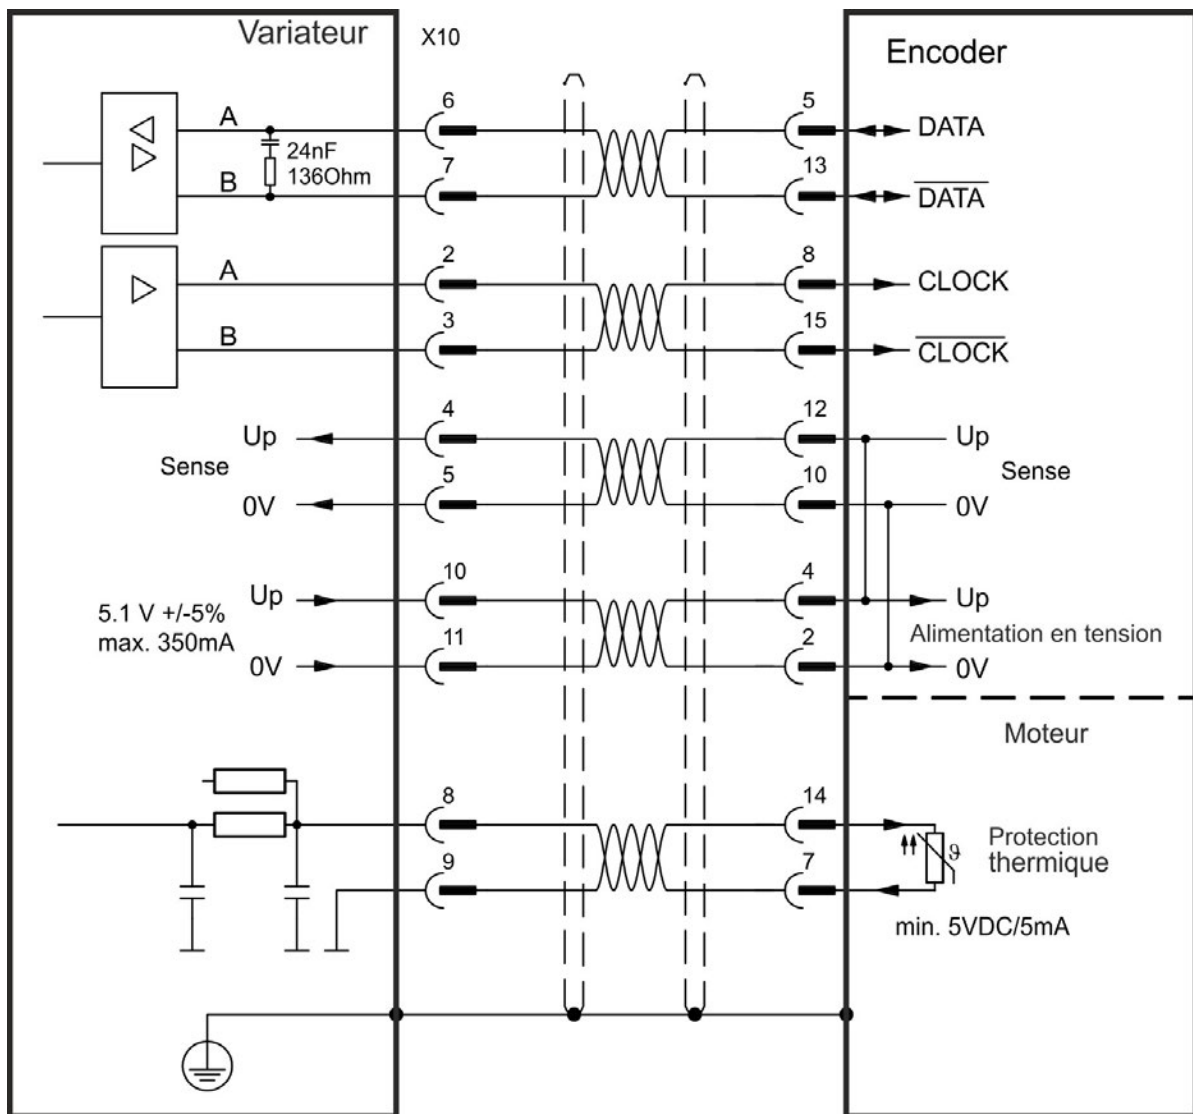 Variateur
X10
Encoder
A
6
5
DATA
24nF
136Ohm
B
7
13
DATA
A
2
8
CLOCK
B
3
15
CLOCK
Up
4
12
Up
Sense
Sense
0V
5
10
0V
5.1 V +/-5%
max. 350mA
Up
10
4
Up
Alimentation en tension
0V
11
2
0V
Moteur
8
14
Protection
thermique
ϑ
9
7
min. 5VDC/5mA